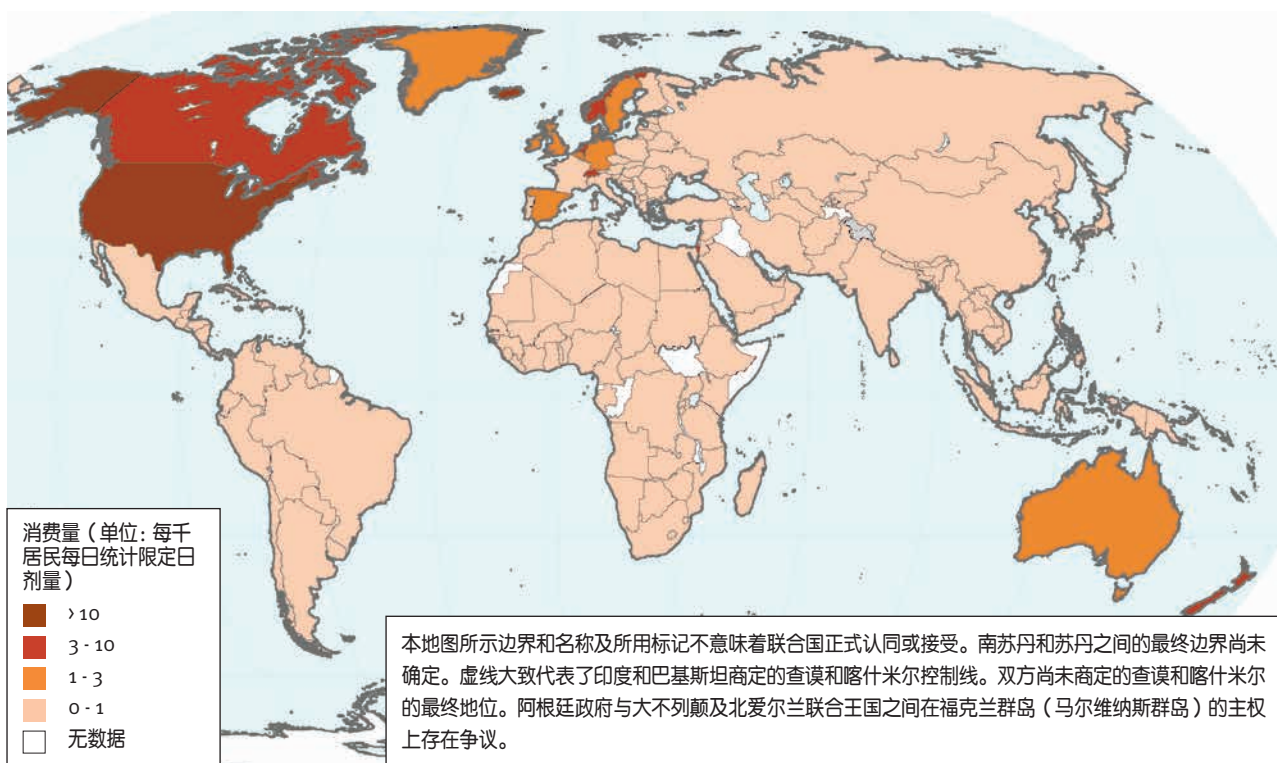 消费量（单位：每千
居民每日统计限定日
剂量）
› 10
3 - 10
1 - 3
0 - 1
无数据
本地图所示边界和名称及所用标记不意味着联合国正式认同或接受。南苏丹和苏丹之间的最终边界尚未
确定。虚线大致代表了印度和巴基斯坦商定的查谟和喀什米尔控制线。双方尚未商定的查谟和喀什米尔
的最终地位。阿根廷政府与大不列颠及北爱尔兰联合王国之间在福克兰群岛（马尔维纳斯群岛）的主权
上存在争议。